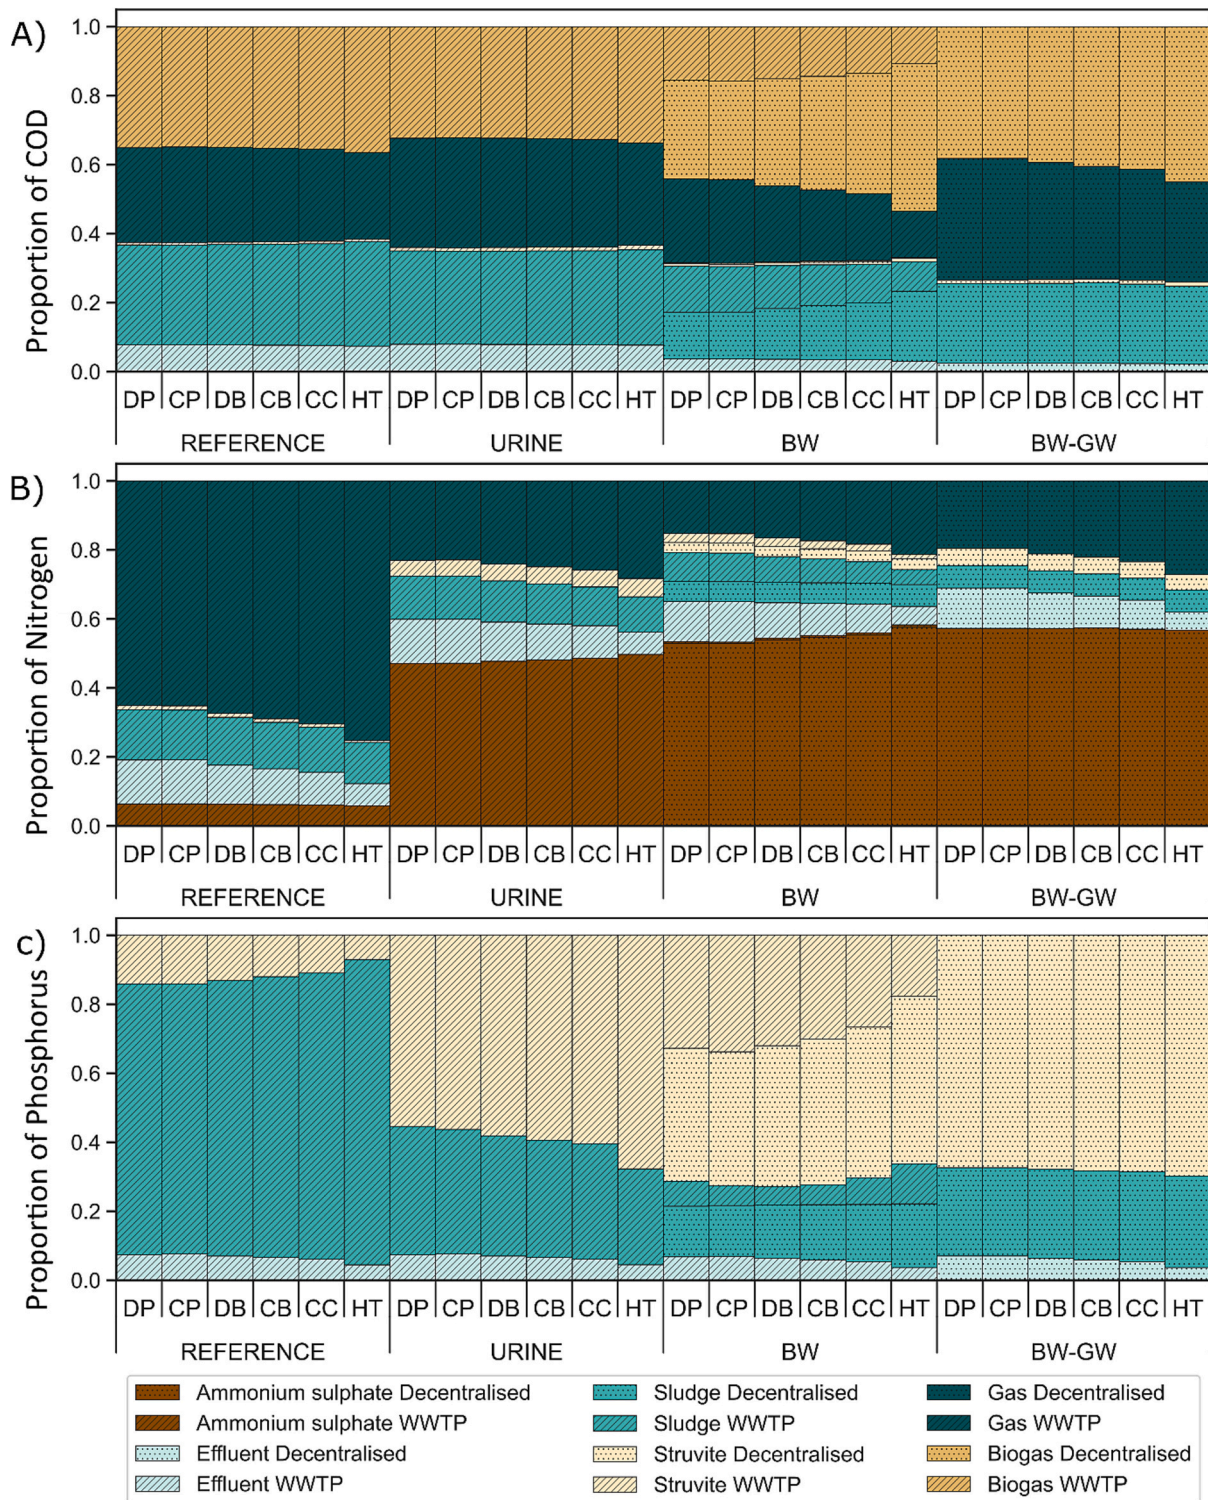 A)
Proportion of COD
1.0
0.8
0.6
0.4
0.2
0.0
DP CP DB CB CC HT DP CP DB CB CC HT DP CP DB CB CC HT DP CP DB CB CC HT
REFERENCE URINE BW BW-GW
B)
Proportion of Nitrogen
1.0
0.8
0.6
0.4
0.2
0.0
DP CP DB CB CC HT DP CP DB CB CC HT DP CP DB CB CC HT DP CP DB CB CC HT
REFERENCE URINE BW BW-GW
c)
Proportion of Phosphorus
1.0
0.8
0.6
0.4
0.2
0.0
DP CP DB CB CC HT DP CP DB CB CC HT DP CP DB CB CC HT DP CP DB CB CC HT
REFERENCE URINE BW BW-GW
Ammonium sulphate Decentralised
Ammonium sulphate WWTP
Effluent Decentralised
Effluent WWTP
Sludge Decentralised
Sludge WWTP
Struvite Decentralised
Struvite WWTP
Gas Decentralised
Gas WWTP
Biogas Decentralised
Biogas WWTP